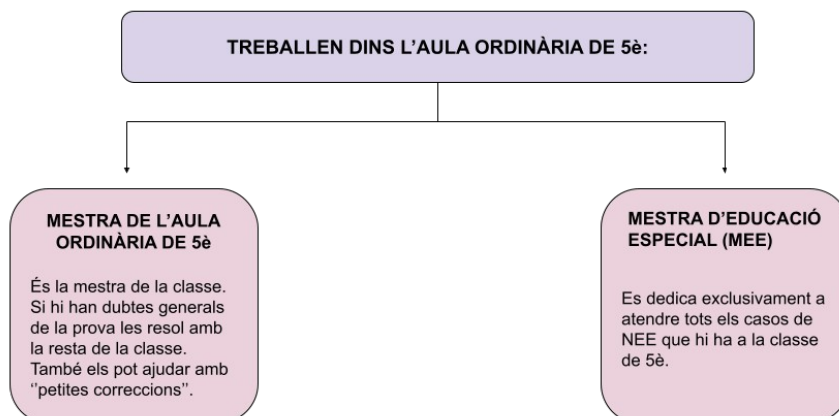 TREBALLEN DINS L’AULA ORDINÀRIA DE 5è:
MESTRA DE L’AULA
ORDINÀRIA DE 5è
És la mestra de la classe.
Si hi han dubtes generals
de la prova les resol amb
la resta de la classe.
També els pot ajudar amb
‘’petites correccions’’.
MESTRA D’EDUCACIÓ
ESPECIAL (MEE)
Es dedica exclusivament a
atendre tots els casos de
NEE que hi ha a la classe
de 5è.